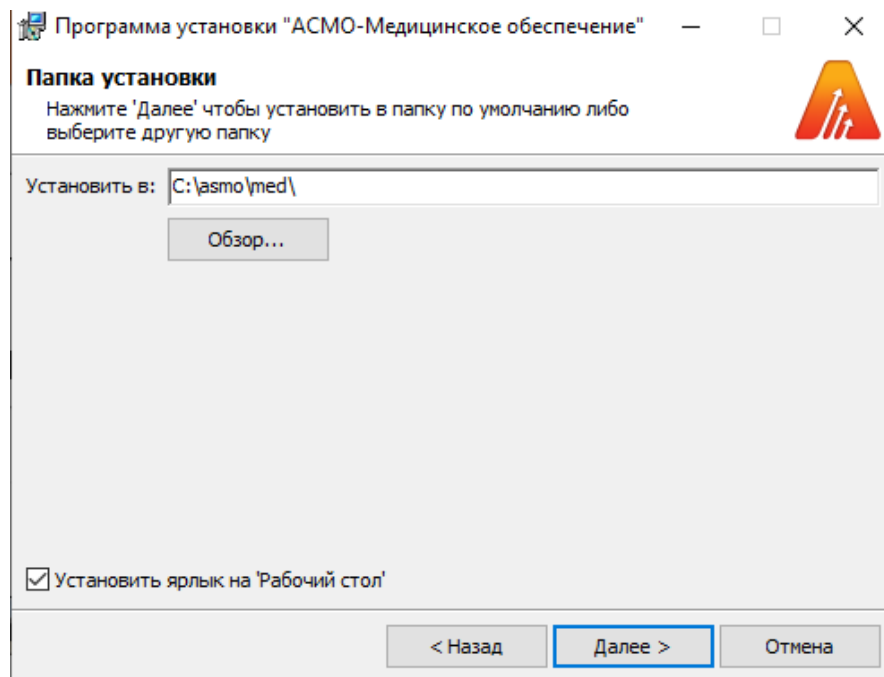 Программа установки "АСМО-Медицинское обеспечение"
Папка установки
Нажмите 'Далее' чтобы установить в папку по умолчанию либо
выберите другую папку
Установить в: C:\asmo\med\
Обзор...
Установить ярлык на 'Рабочий стол'
< Назад Далее > Отмена